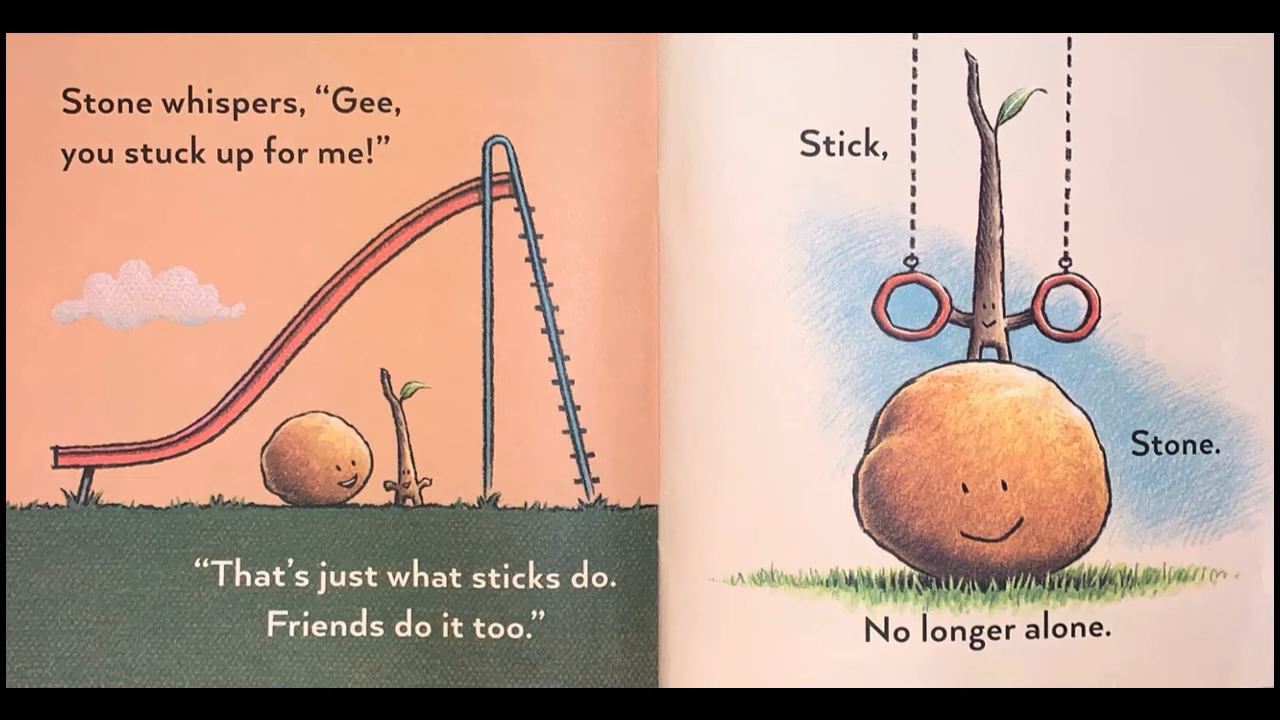 Stone whispers, “Gee,
you stuck up for me!”
“That’s just what sticks do.
Friends do it too.”
Stick,
Stone.
No longer alone.